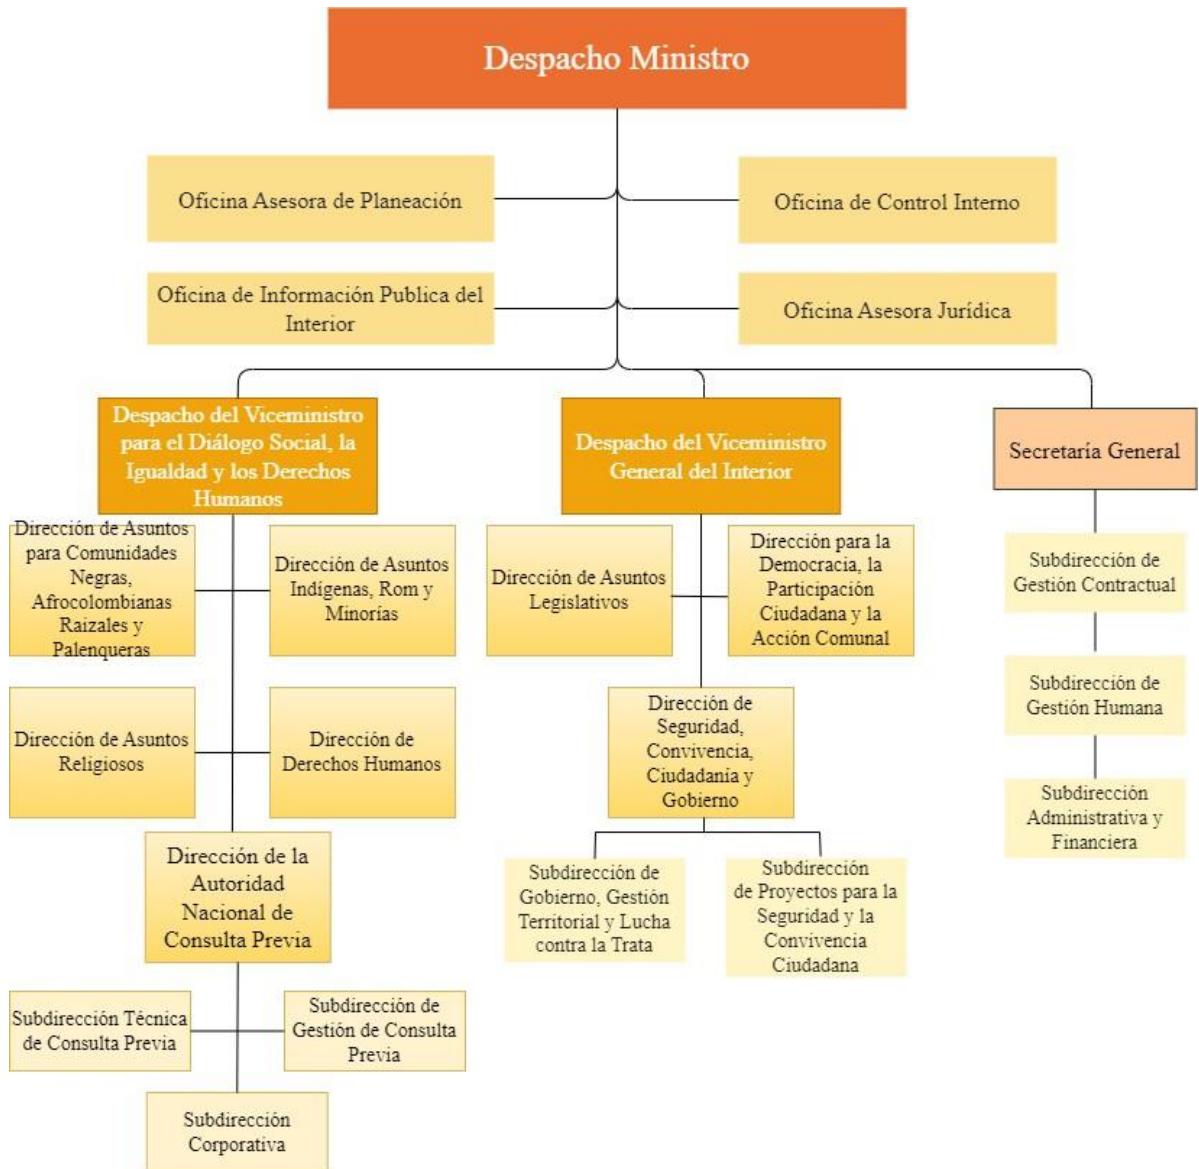 Despacho Ministro
Oficina Asesora de Planeación
Oficina de Control Interno
Oficina de Información Publica del
Interior
Oficina Asesora Jurídica
Despacho del Viceministro
para el Diálogo Social, la
Igualdad y los Derechos
Humanos
Despacho del Viceministro
General del Interior
Secretaría General
Dirección de Asuntos
para Comunidades
Negras,
Afrocolombianas
Raizales y
Palenqueras
Dirección de Asuntos
Indígenas, Rom y
Minorías
Dirección de Asuntos
Legislativos
Dirección para la
Democracia, la
Participación
Ciudadana y la
Acción Comunal
Subdirección de
Gestión Contractual
Dirección de Asuntos
Religiosos
Dirección de
Derechos Humanos
Dirección de
Seguridad,
Convivencia,
Ciudadanía y
Gobierno
Subdirección de
Gestión Humana
Subdirección
Administrativa y
Financiera
Dirección de la
Autoridad
Nacional de
Consulta Previa
Subdirección de
Gobierno, Gestión
Territorial y Lucha
contra la Trata
Subdirección
de Proyectos para la
Seguridad y la
Convivencia
Ciudadana
Subdirección Técnica
de Consulta Previa
Subdirección de
Gestión de Consulta
Previa
Subdirección
Corporativa